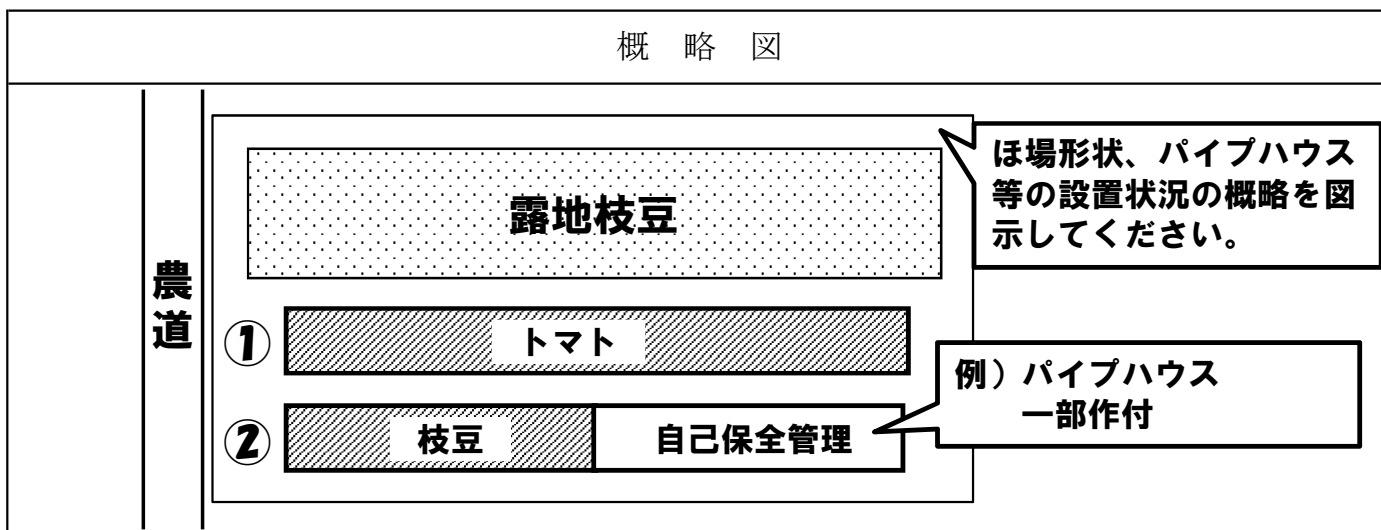 概 略 図
ほ場形状、パイプハウス
等の設置状況の概略を図
示してください。
露地枝豆
農道
① トマト
例）パイプハウス
一部作付
② 枝豆 自己保全管理